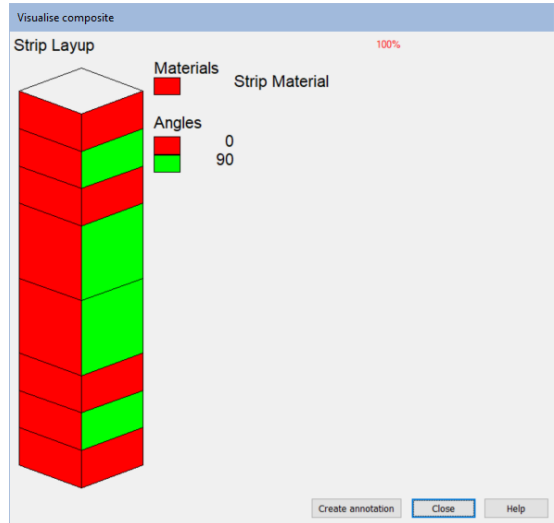 Visualise composite
Strip Layup
100%
Materials
Strip Material
Angles
0
90
Create annotation
Close
Help